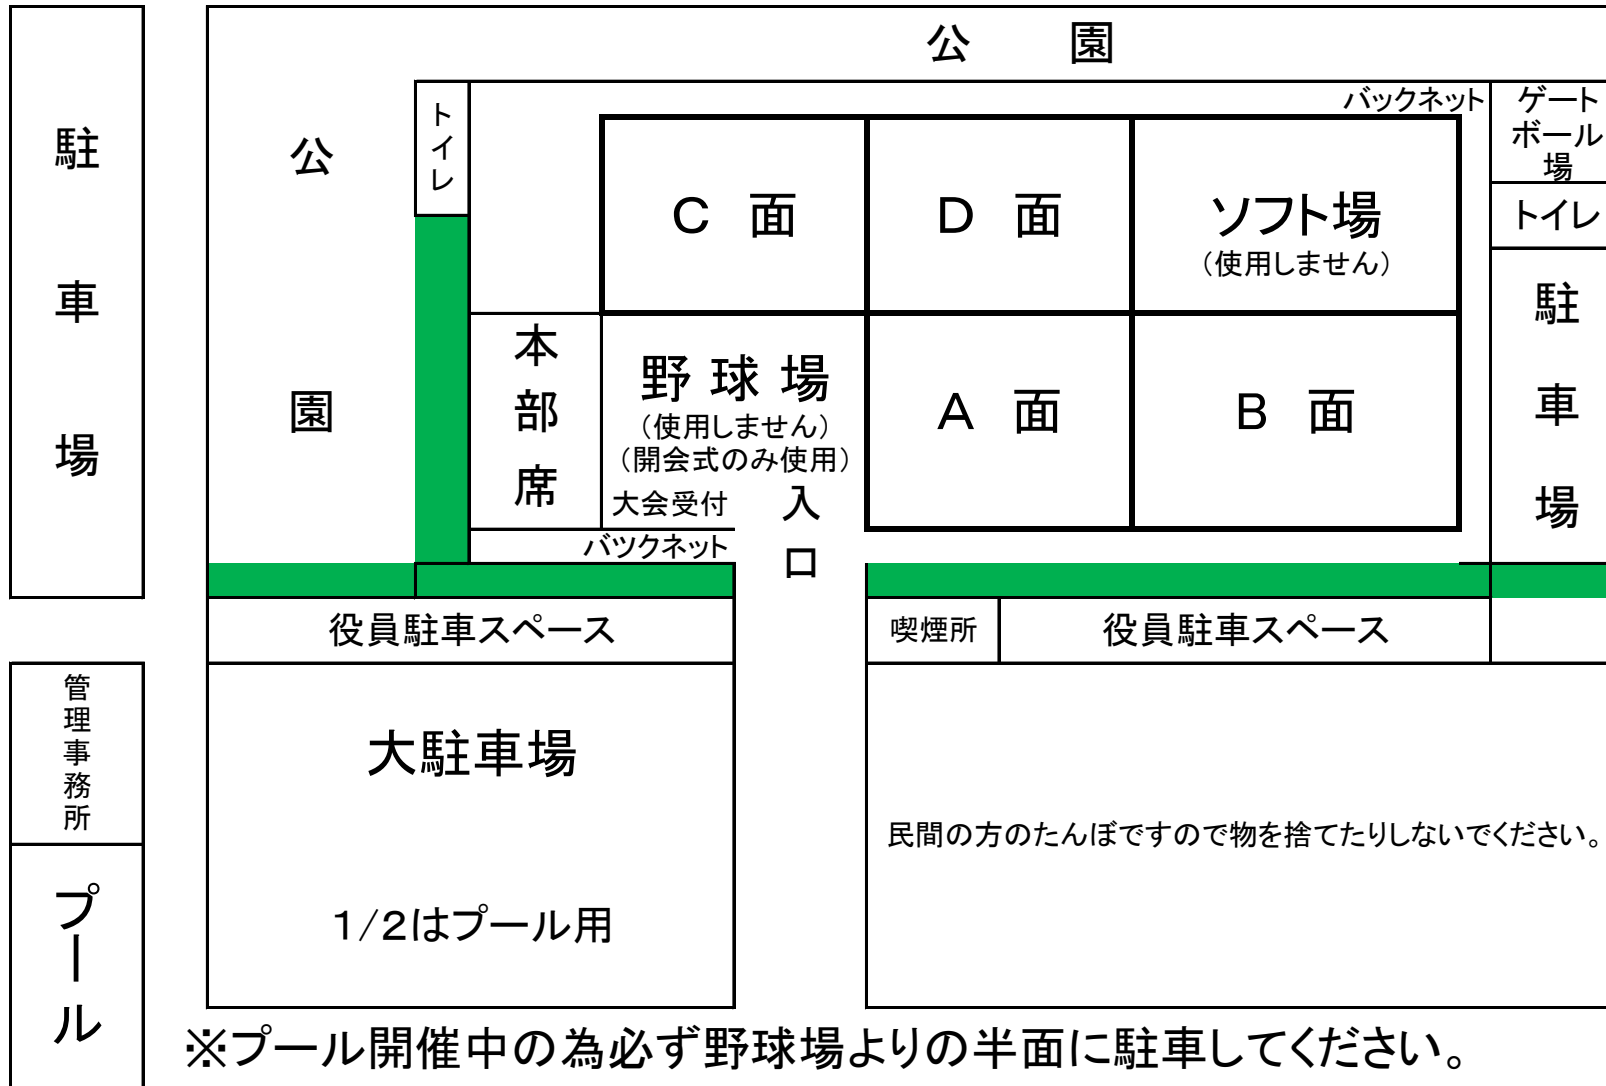 公　園
駐車場
公園
トイレ
バックネット
ゲート
ボール
場
トイレ
C 面
D 面
ソフト場
（使用しません）
駐車場
本部席
野球場
（使用しません）
（開会式のみ使用）
大会受付
バツクネット
入口
A 面
B 面
役員駐車スペース
喫煙所
役員駐車スペース
管理事務所
大駐車場
1/2はプール用
民間の方のたんぼですので物を捨てたりしないでください。
プール
※プール開催中の為必ず野球場よりの半面に駐車してください。